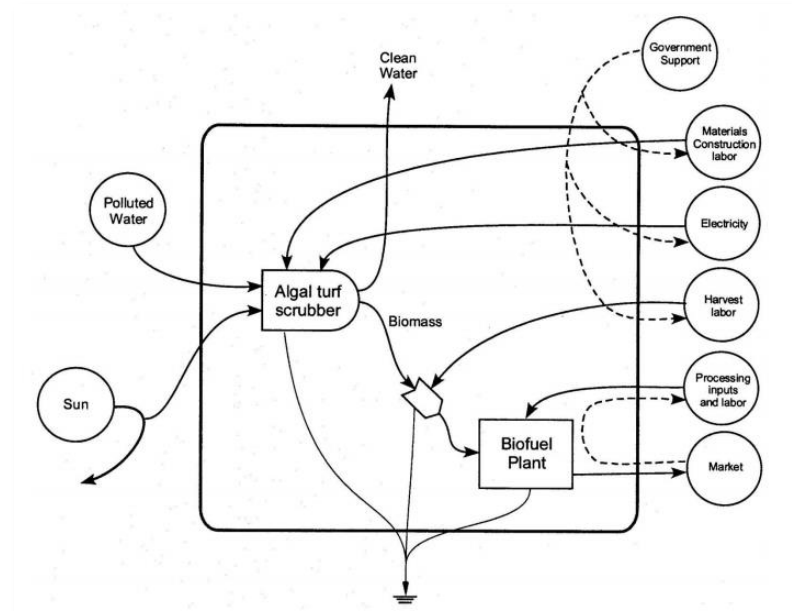 Clean
Water
Government
Support
Materials
Construction
labor
Polluted
Water
Electricity
Algal turf
scrubber
Harvest
labor
Biomass
Sun
Processing
inputs
and labor
Biofuel
Plant
Market